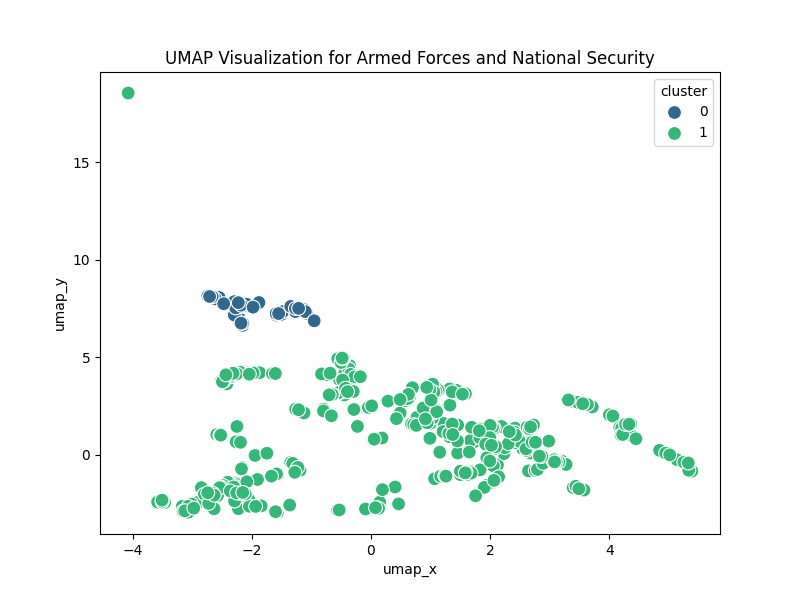 UMAP Visualization for Armed Forces and National Security
cluster
0
1
15
10
5
0
umap_y
−4
−2
0
2
4
umap_x